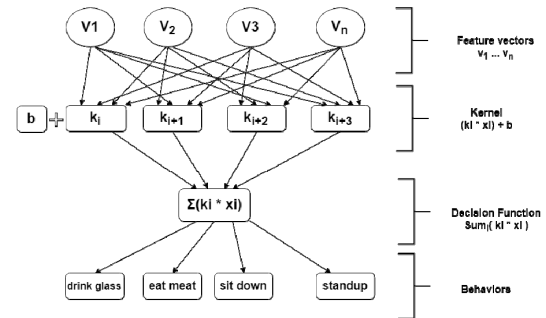 V1 V2 V3 Vn
Feature vectors
v1 ... vn
b + ki ki+1 ki+2 ki+3
Kernel
(ki * xi) + b
Σ(ki * xi)
Decision Function
Sumi( ki * xi )
drink glass eat meat sit down standup
Behaviors